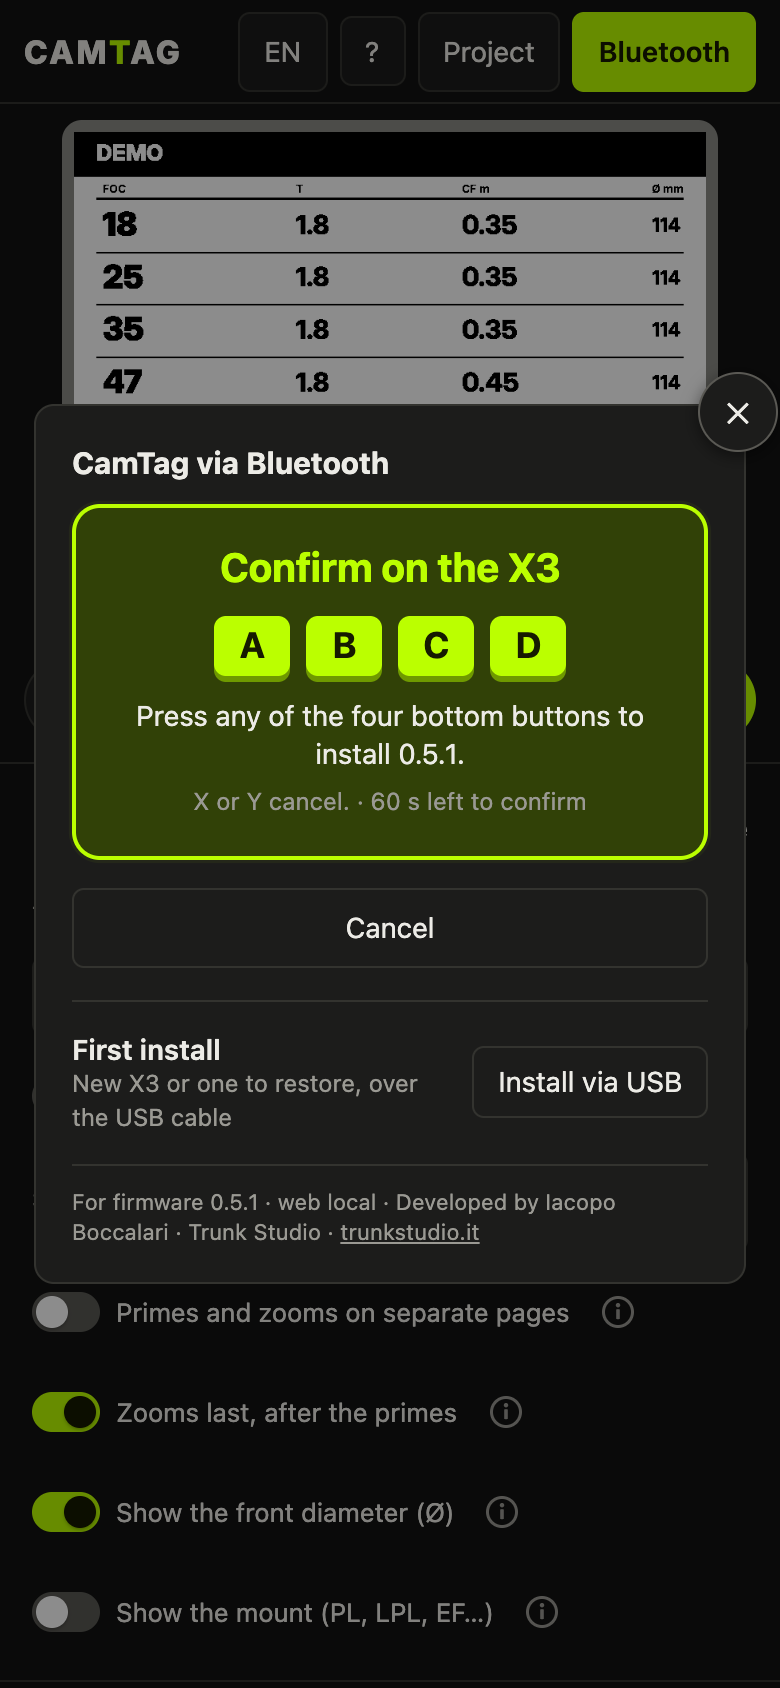 CAMTAG EN ? Project Bluetooth
DEMO
FOC T CF m Ø mm
18 1.8 0.35 114
25 1.8 0.35 114
35 1.8 0.35 114
47 1.8 0.45 114
CamTag via Bluetooth
Confirm on the X3
A B C D
Press any of the four bottom buttons to
install 0.5.1.
X or Y cancel. · 60 s left to confirm
Cancel
First install
New X3 or one to restore, over
the USB cable
Install via USB
For firmware 0.5.1 · web local · Developed by Iacopo
Boccalari · Trunk Studio · trunkstudio.it
Primes and zooms on separate pages
Zooms last, after the primes
Show the front diameter (Ø)
Show the mount (PL, LPL, EF...)